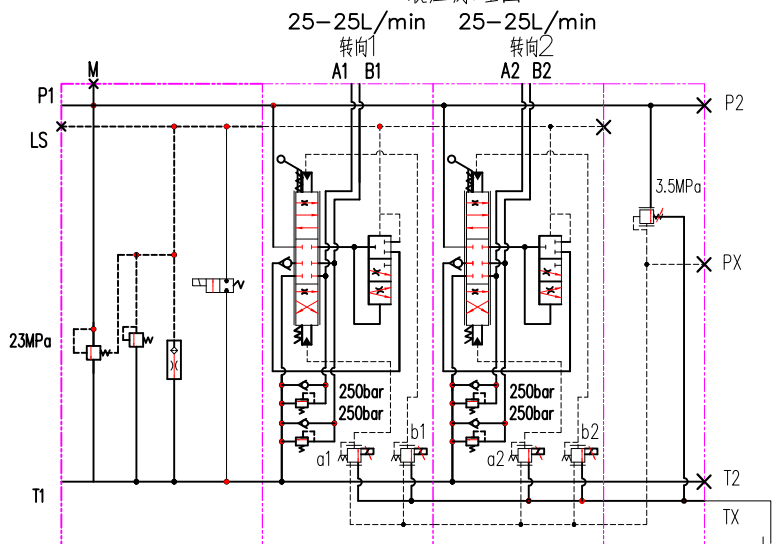 25-25L/min 25-25L/min
转向1 转向2
M A1 B1 A2 B2
P1 P2
LS
3.5MPa
PX
23MPa
250bar 250bar
250bar 250bar
a1 b1 a2 b2
T1 T2
TX